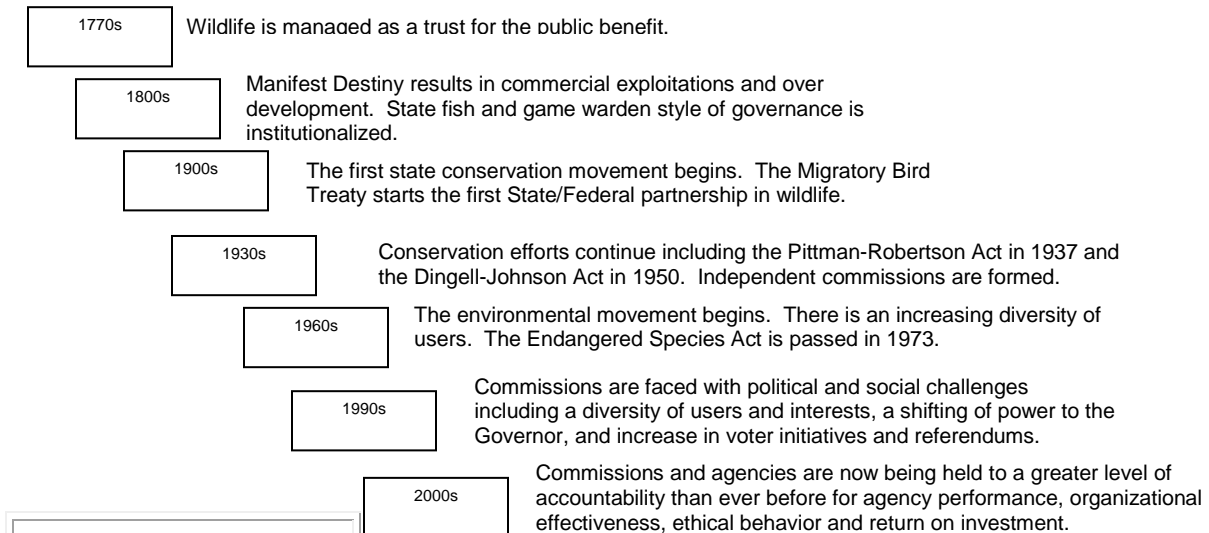 1770s
Wildlife is managed as a trust for the public benefit.
1800s
Manifest Destiny results in commercial exploitations and over
development. State fish and game warden style of governance is
institutionalized.
1900s
The first state conservation movement begins. The Migratory Bird
Treaty starts the first State/Federal partnership in wildlife.
1930s
Conservation efforts continue including the Pittman-Robertson Act in 1937 and
the Dingell-Johnson Act in 1950. Independent commissions are formed.
1960s
The environmental movement begins. There is an increasing diversity of
users. The Endangered Species Act is passed in 1973.
1990s
Commissions are faced with political and social challenges
including a diversity of users and interests, a shifting of power to the
Governor, and increase in voter initiatives and referendums.
2000s
Commissions and agencies are now being held to a greater level of
accountability than ever before for agency performance, organizational
effectiveness, ethical behavior and return on investment.